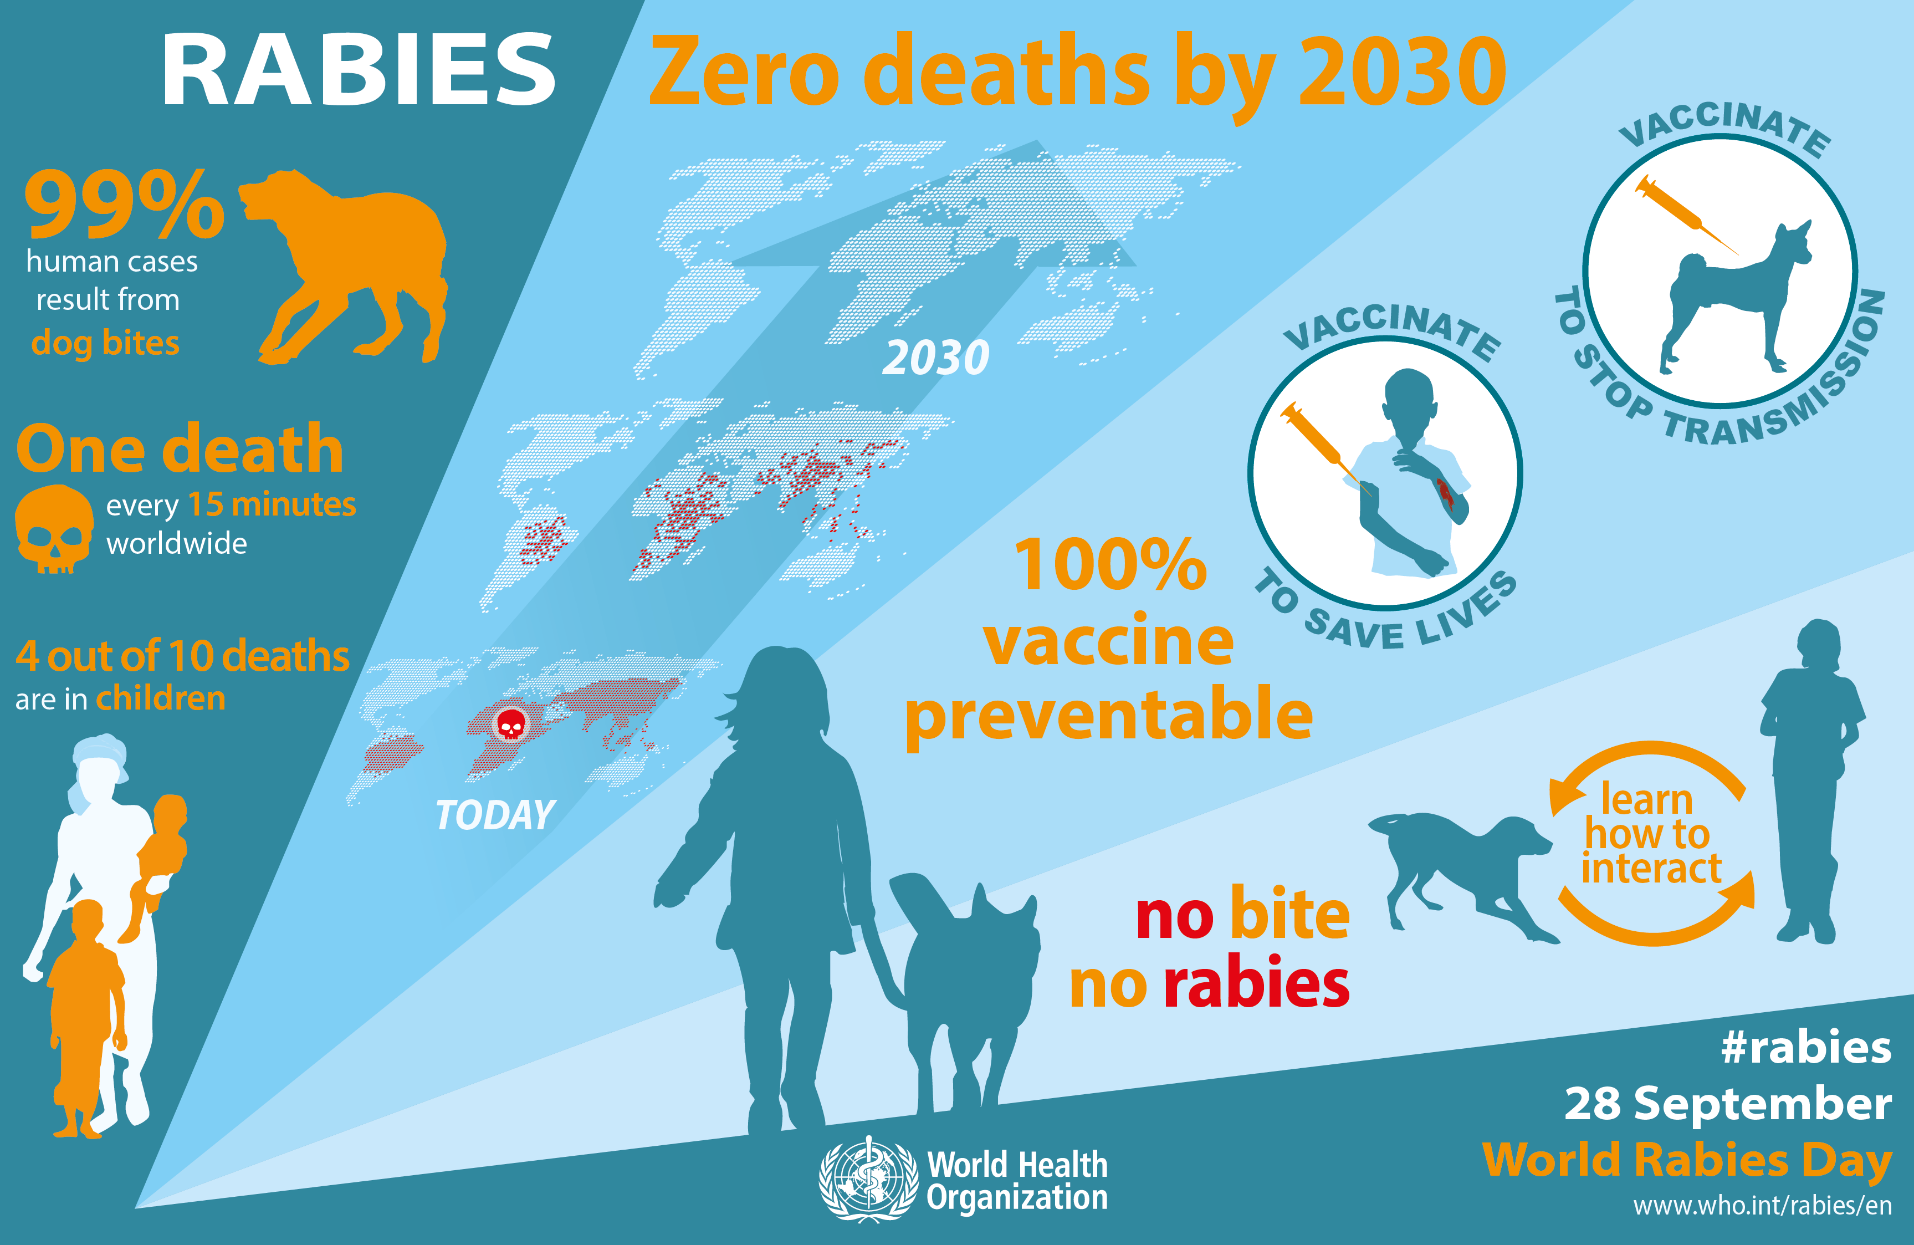 RABIES
Zero deaths by 2030
99%
human cases
result from
dog bites
One death
every 15 minutes
worldwide
4 out of 10 deaths
are in children
2030
TODAY
100%
vaccine
preventable
VACCINATE
TO SAVE LIVES
VACCINATE
TO STOP TRANSMISSION
learn
how to
interact
no bite
no rabies
#rabies
28 September
World Rabies Day
www.who.int/rabies/en
World Health
Organization